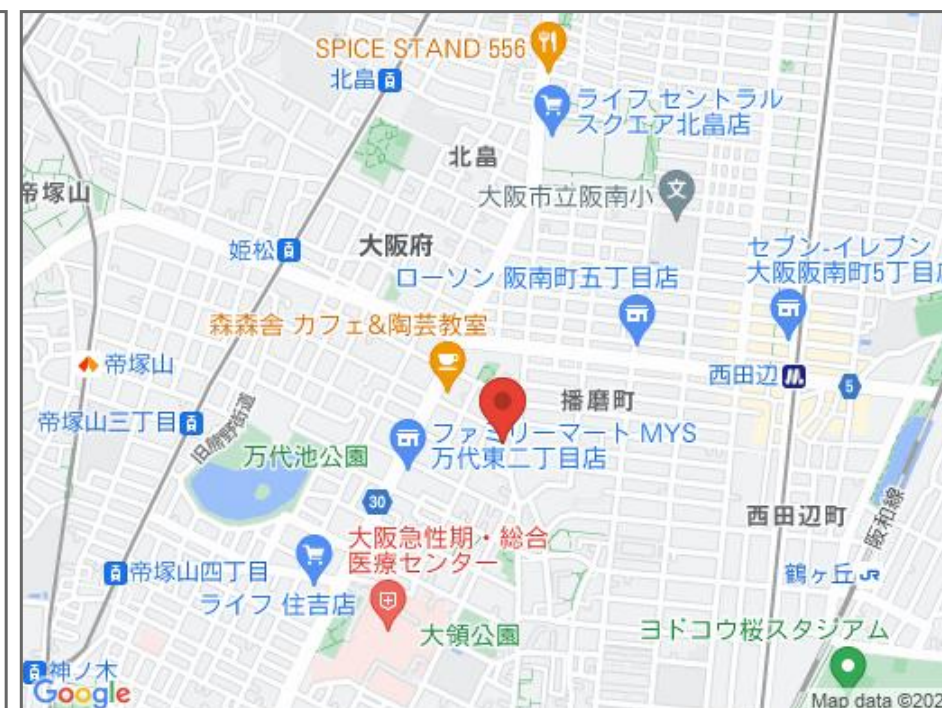 SPICE STAND 556
北畠
ライフ セントラル
スクエア北畠店
北畠
帝塚山
大阪市立阪南小
文
姫松
大阪府
セブン-イレブン
大阪阪南町5丁目店
ローソン 阪南町五丁目店
森森舎 カフェ&陶芸教室
帝塚山
西田辺
5
播磨町
帝塚山三丁目
旧熊野街道
ファミリーマート MYS
万代東二丁目店
万代池公園
30
西田辺町
阪和線
大阪急性期・総合
医療センター
帝塚山四丁目
鶴ヶ丘 JR
ライフ 住吉店
大領公園
ヨドコウ桜スタジアム
神ノ木
Google
Map data ©202